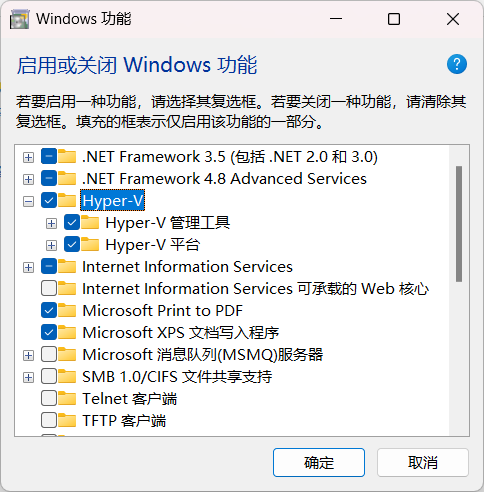 Windows 功能
启用或关闭 Windows 功能
?
若要启用一种功能，请选择其复选框。若要关闭一种功能，请清除其
复选框。填充的框表示仅启用该功能的一部分。
.NET Framework 3.5 (包括 .NET 2.0 和 3.0)
.NET Framework 4.8 Advanced Services
Hyper-V
Hyper-V 管理工具
Hyper-V 平台
Internet Information Services
Internet Information Services 可承载的 Web 核心
Microsoft Print to PDF
Microsoft XPS 文档写入程序
Microsoft 消息队列(MSMQ)服务器
SMB 1.0/CIFS 文件共享支持
Telnet 客户端
TFTP 客户端
确定
取消